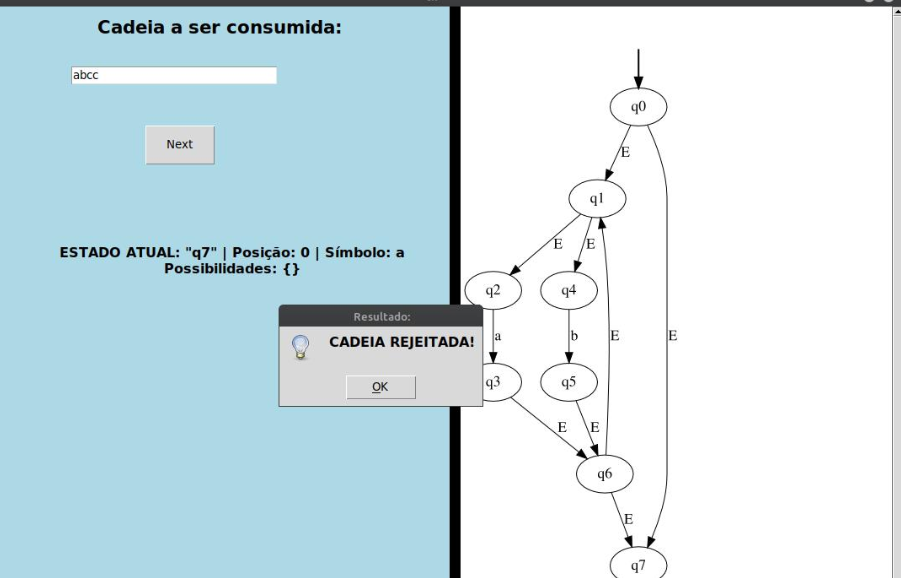 Cadeia a ser consumida:
abcc
Next
ESTADO ATUAL: "q7" | Posição: 0 | Símbolo: a
Possibilidades: {}
Resultado:
CADEIA REJEITADA!
OK
q0
E
q1
E
E
q2
q4
a
b
E
E
q3
q5
E
E
q6
E
q7